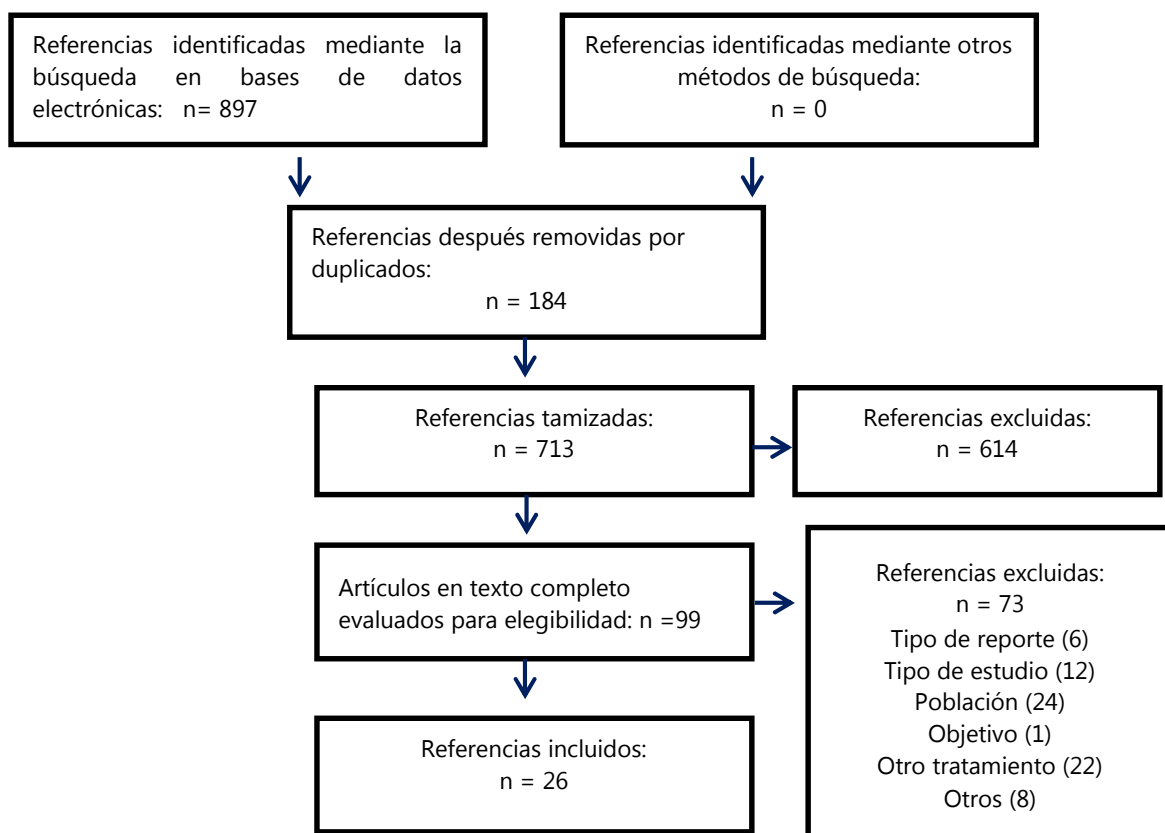 Referencias identificadas mediante la
búsqueda en bases de datos
electrónicas: n= 897
Referencias identificadas mediante otros
métodos de búsqueda:
n = 0
Referencias después removidas por
duplicados:
n = 184
Referencias tamizadas:
n = 713
Referencias excluidas:
n = 614
Artículos en texto completo
evaluados para elegibilidad: n =99
Referencias excluidas:
n = 73
Tipo de reporte (6)
Tipo de estudio (12)
Población (24)
Objetivo (1)
Otro tratamiento (22)
Otros (8)
Referencias incluidos:
n = 26